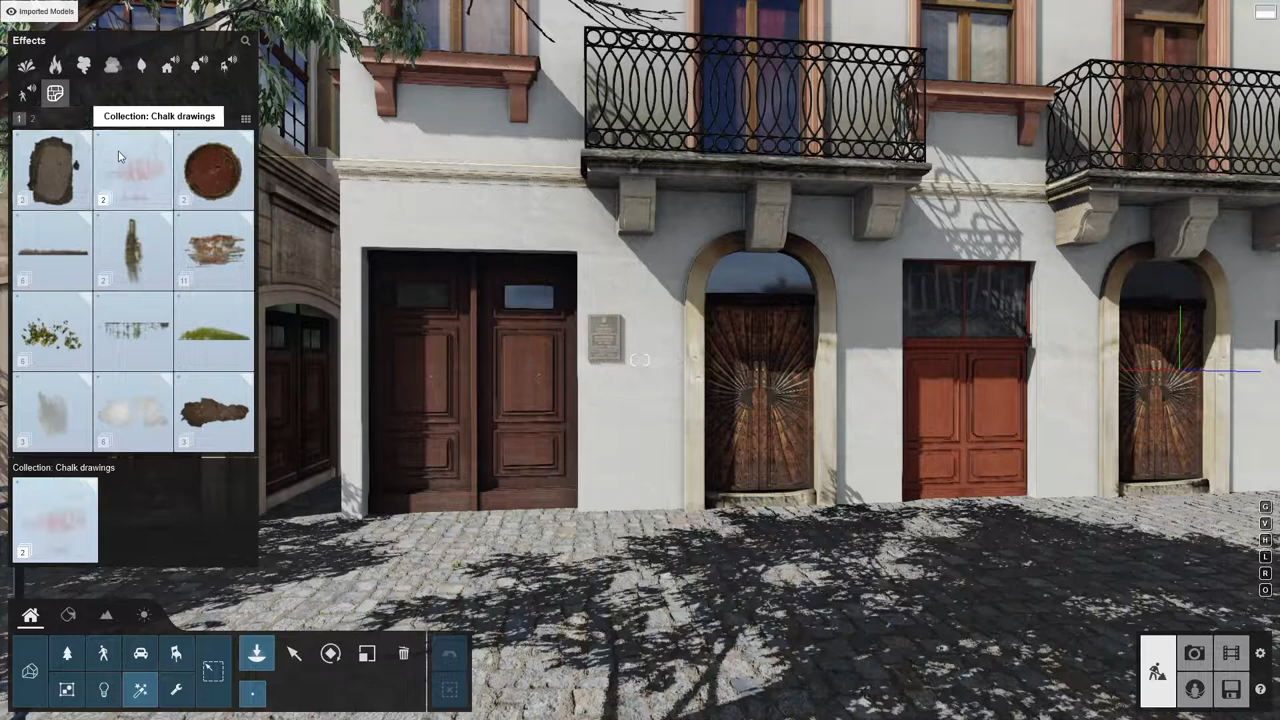 Imported Models
Effects
1 2
Collection: Chalk drawings
2 2 2
6 2 11
6
3 6 3
Collection: Chalk drawings
2
G
V
H
L
R
O